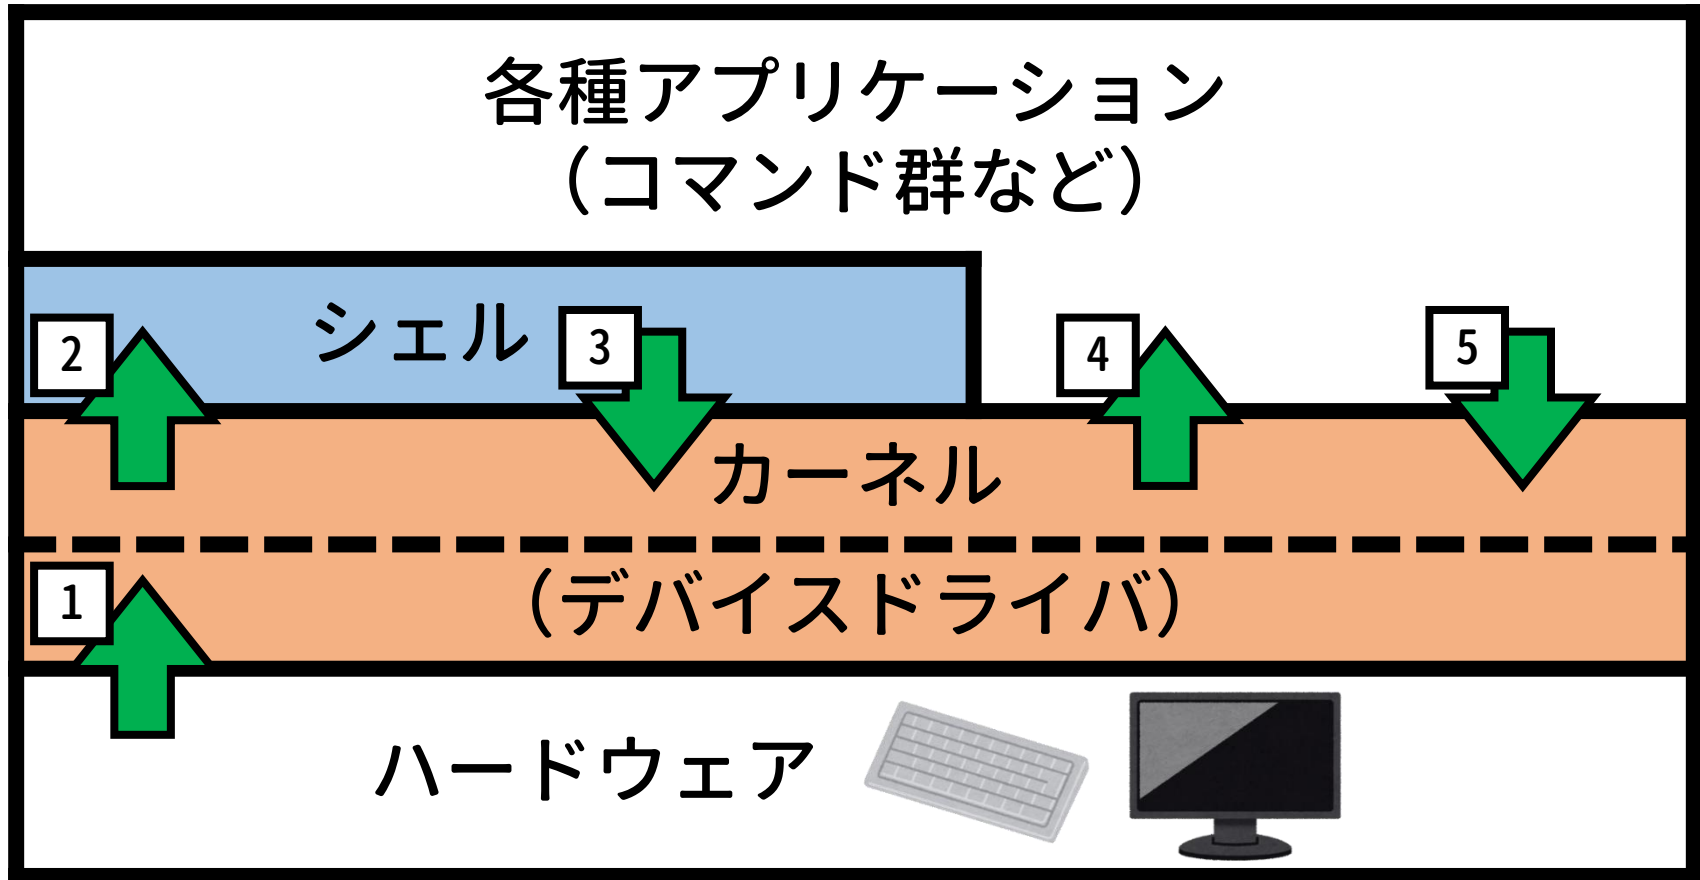 各種アプリケーション
（コマンド群など）
シェル
2
3
4
5
カーネル
（デバイスドライバ）
1
ハードウェア